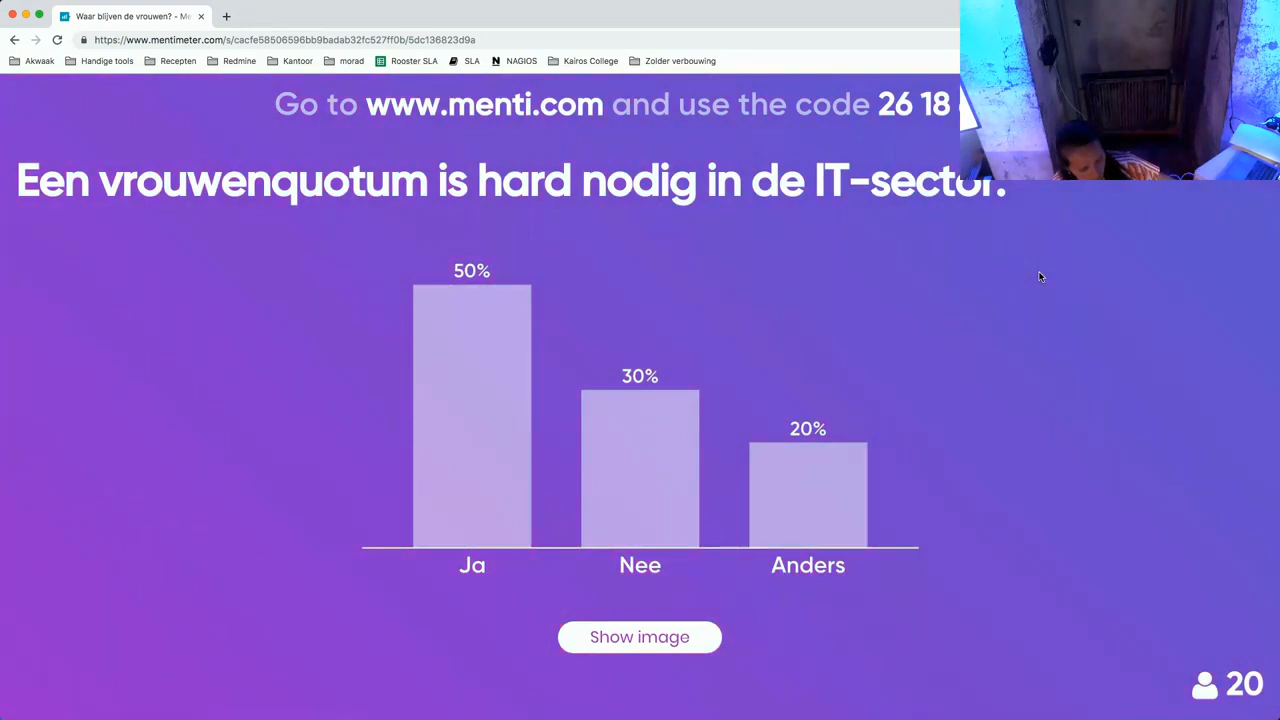 Waar blijven de vrouwen? - Me
https://www.mentimeter.com/s/cacfe58506596bb9badab32fc527ff0b/5dc136823d9a
Akwaak Handige tools Recepten Redmine Kantoor morad Rooster SLA SLA NAGIOS Kairos College Zolder verbouwing
Go to www.menti.com and use the code 26 18
Een vrouwenquotum is hard nodig in de IT-sector.
50%
30%
20%
Ja Nee Anders
Show image
20